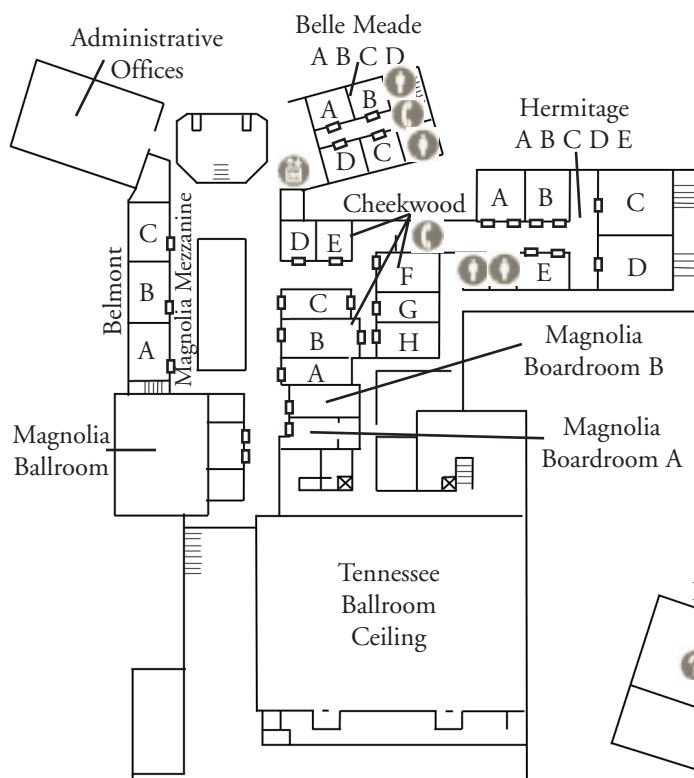 Administrative
Offices
Belle Meade
A B C D
A
B
D
C
Hermitage
A B C D E
A
B
C
D
E
Cheekwood
D
E
F
C
G
B
H
A
Belmont
C
B
A
Magnolia Mezzanine
Magnolia
Boardroom B
Magnolia
Boardroom A
Magnolia
Ballroom
Tennessee
Ballroom
Ceiling